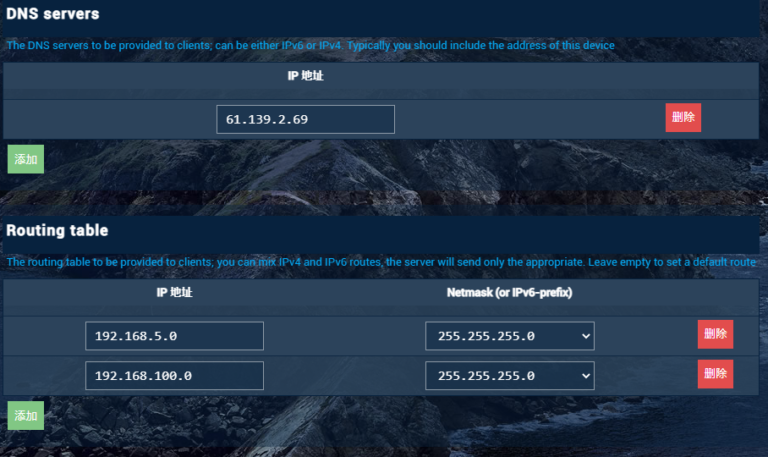 DNS servers
The DNS servers to be provided to clients, can be either IPv6 or IPv4. Typically you should include the address of this device
IP 地址
61.139.2.69
删除
添加
Routing table
The routing table to be provided to clients, you can mix IPv4 and IPv6 routes, the server will send only the appropriate. Leave empty to set a default route
IP 地址 Netmask (or IPv6-prefix)
192.168.5.0 255.255.255.0 删除
192.168.100.0 255.255.255.0 删除
添加